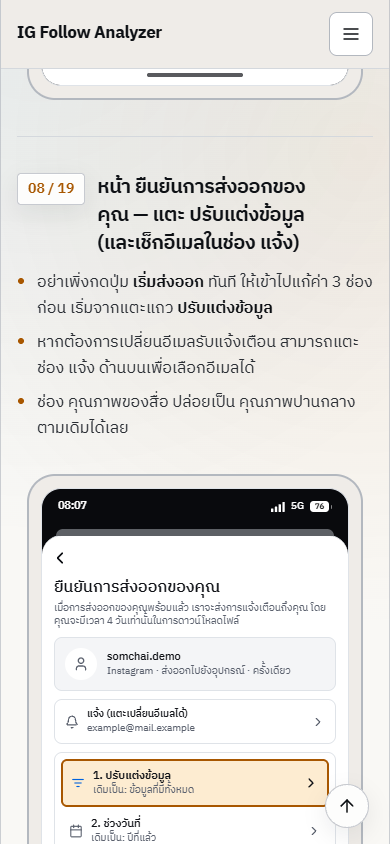 IG Follow Analyzer
08 / 19
หน้า ยืนยันการส่งออกของ
คุณ — แตะ ปรับแต่งข้อมูล
(และเช็กอีเมลในช่อง แจ้ง)
อย่าเพิ่งกดปุ่ม เริ่มส่งออก ทันที ให้เข้าไปแก้ค่า 3 ช่อง
ก่อน เริ่มจากแตะแถว ปรับแต่งข้อมูล
หากต้องการเปลี่ยนอีเมลรับแจ้งเตือน สามารถแตะ
ช่อง แจ้ง ด้านบนเพื่อเลือกอีเมลได้
ช่อง คุณภาพของสื่อ ปล่อยเป็น คุณภาพปานกลาง
ตามเดิมได้เลย
08:07
5G 76
ยืนยันการส่งออกของคุณ
เมื่อการส่งออกของคุณพร้อมแล้ว เราจะส่งการแจ้งเตือนถึงคุณ โดย
คุณจะมีเวลา 4 วันเท่านั้นในการดาวน์โหลดไฟล์
somchai.demo
Instagram · ส่งออกไปยังอุปกรณ์ · ครั้งเดียว
แจ้ง (แตะเปลี่ยนอีเมลได้)
example@mail.example
1. ปรับแต่งข้อมูล
เดิมเป็น: ข้อมูลที่มีทั้งหมด
2. ช่วงวันที่
เดิมเป็น: ปีที่แล้ว